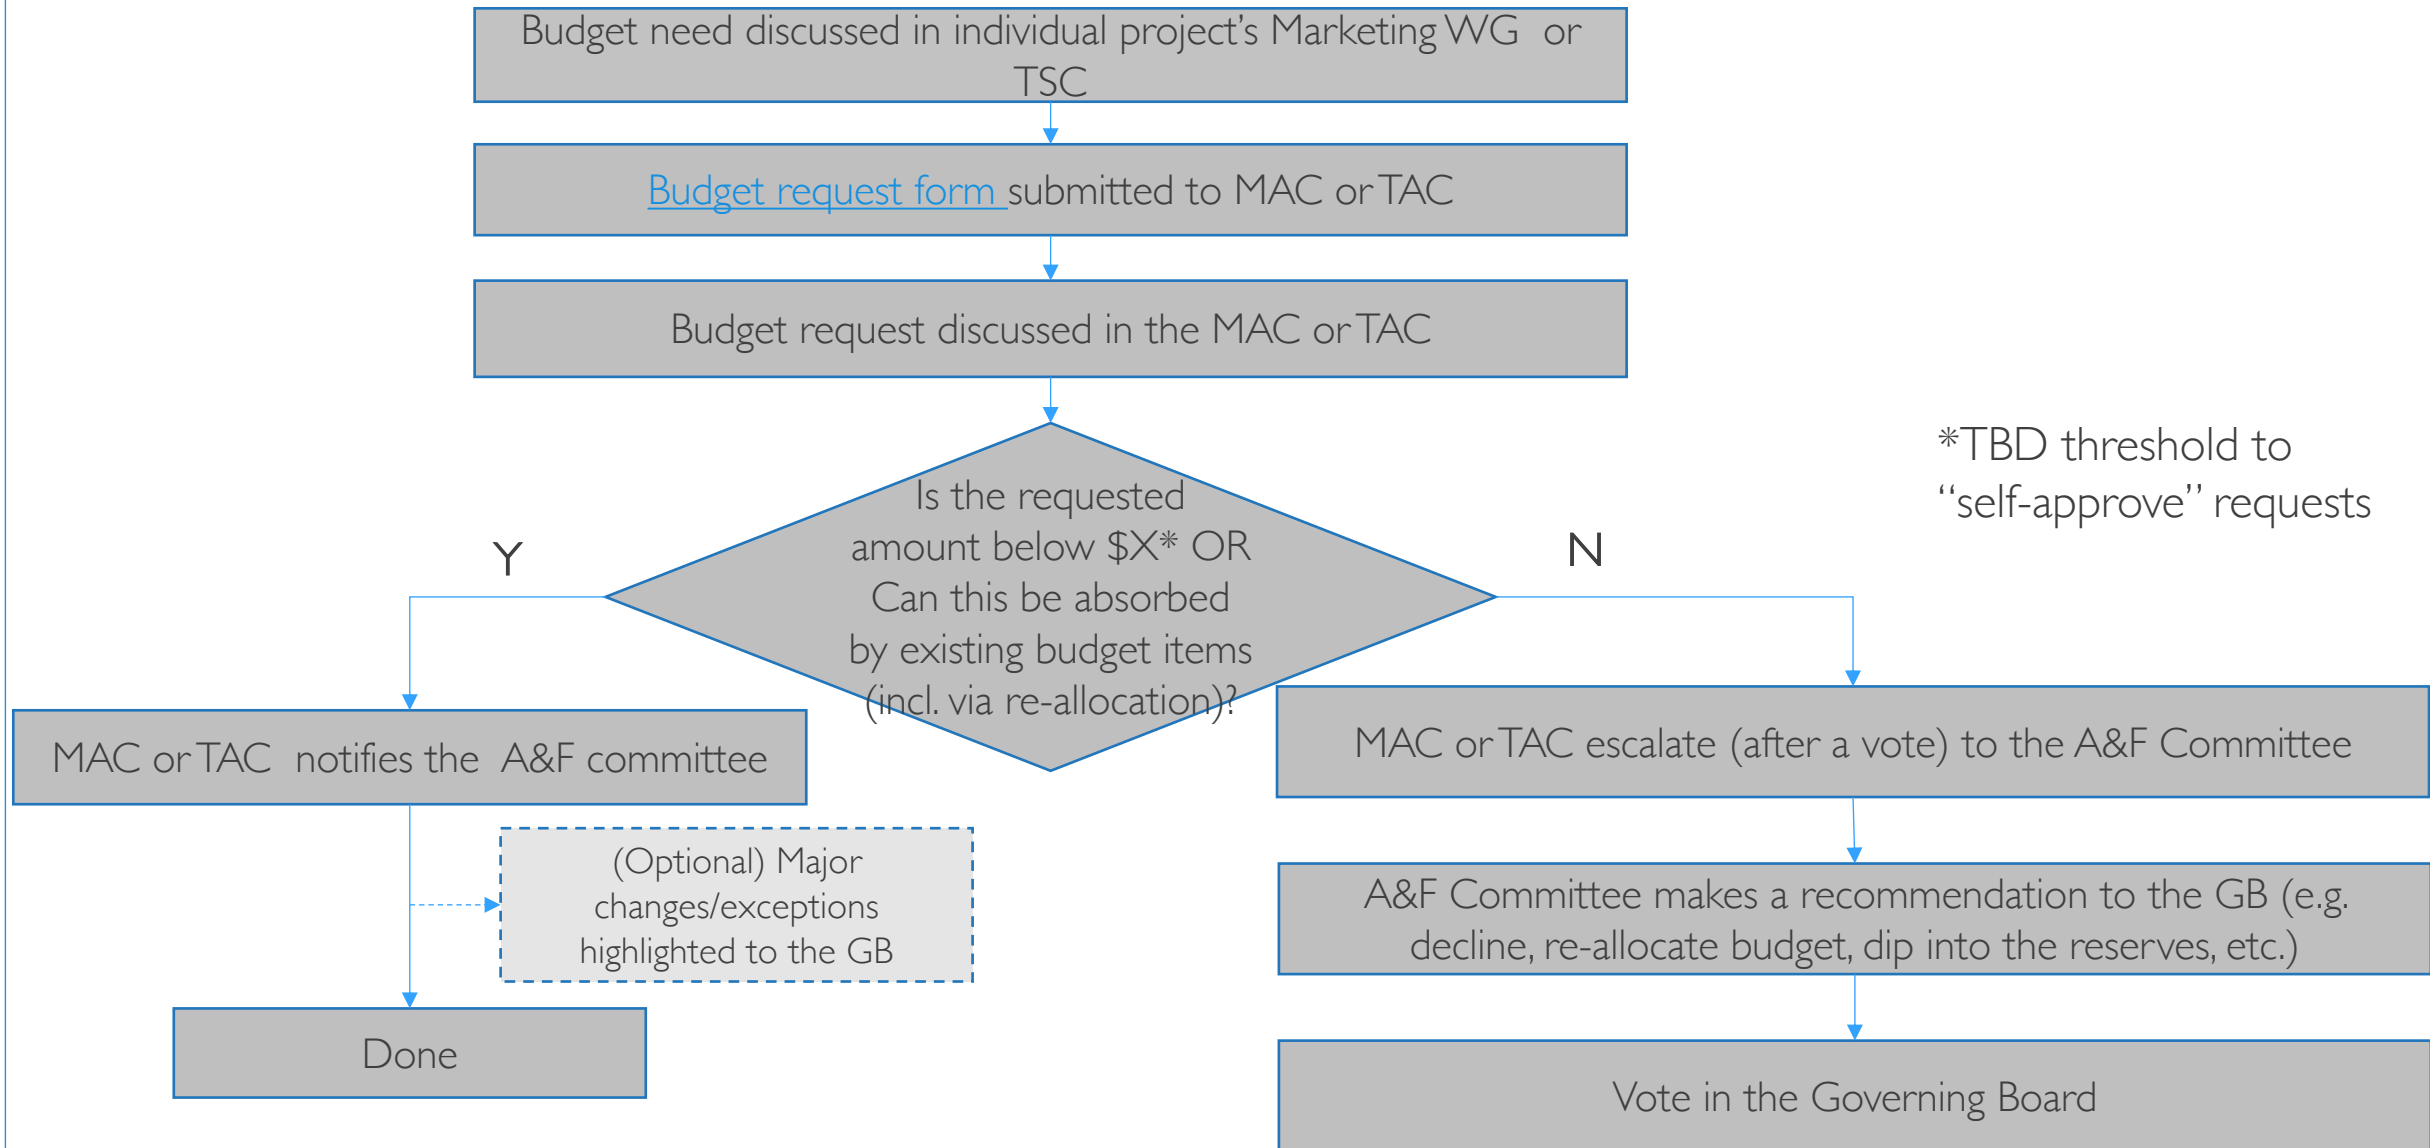 Budget need discussed in individual project’s Marketing WG or
TSC
Budget request form submitted to MAC or TAC
Budget request discussed in the MAC or TAC
Is the requested
amount below $X* OR
Can this be absorbed
by existing budget items
(incl. via re-allocation)?
*TBD threshold to
“self-approve” requests
Y
N
MAC or TAC notifies the A&F committee
(Optional) Major
changes/exceptions
highlighted to the GB
Done
MAC or TAC escalate (after a vote) to the A&F Committee
A&F Committee makes a recommendation to the GB (e.g.
decline, re-allocate budget, dip into the reserves, etc.)
Vote in the Governing Board